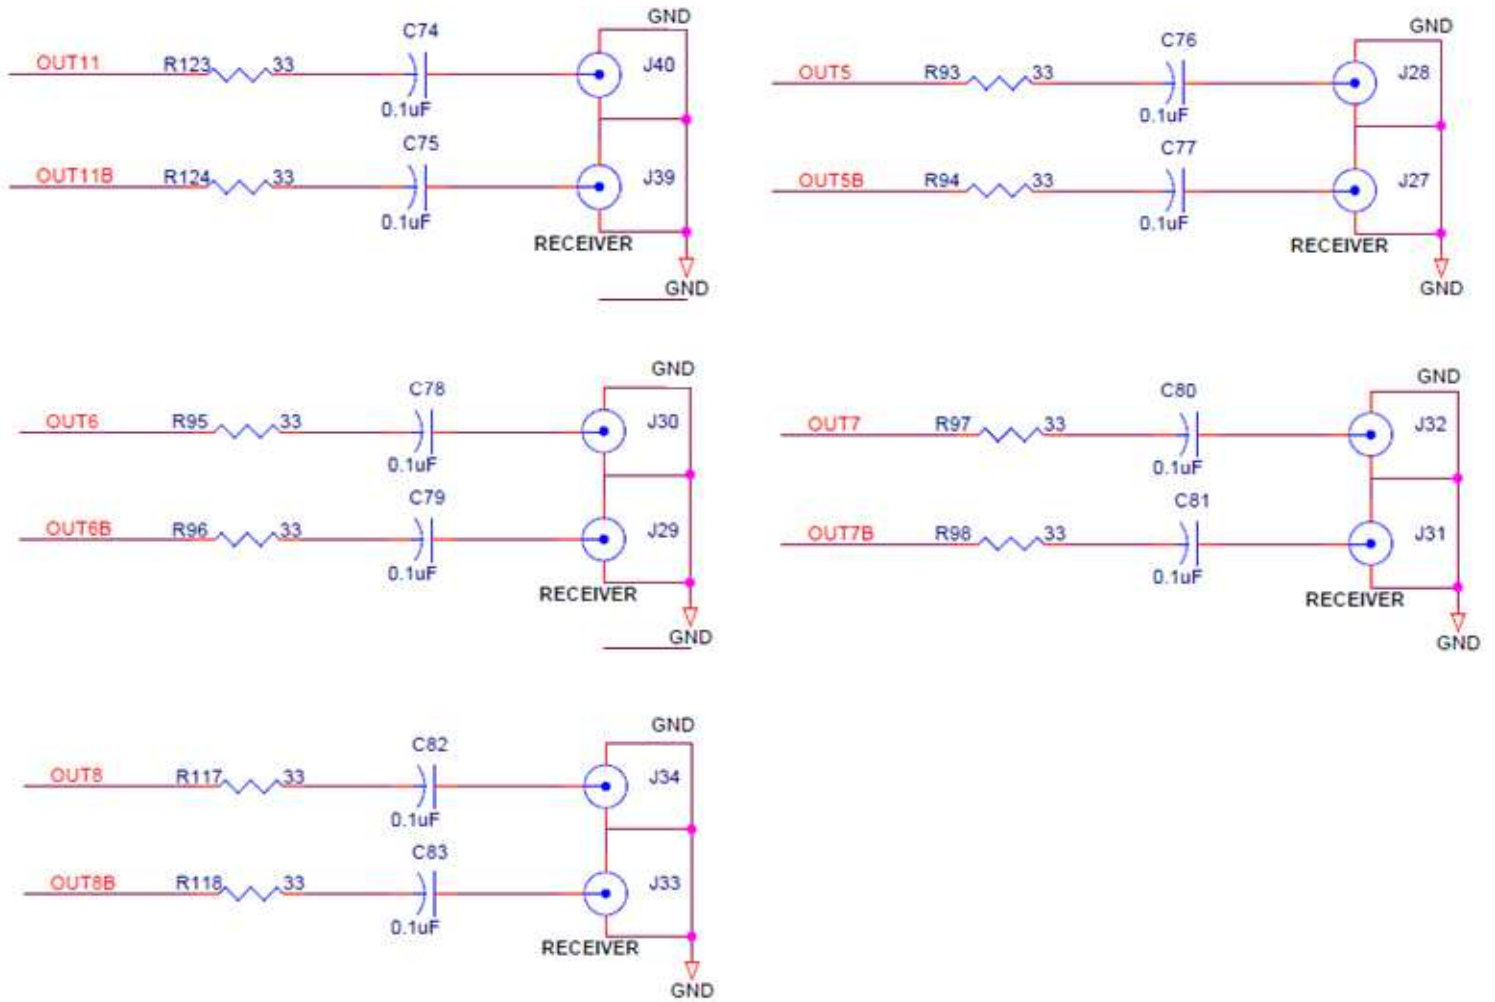 GND
C74
OUT11 R123 33 J40
0.1uF
C75
OUT11B R124 33 J39
0.1uF
RECEIVER
GND
GND
C76
OUT5 R93 33 J28
0.1uF
C77
OUT5B R94 33 J27
0.1uF
RECEIVER
GND
GND
C78
OUT6 R95 33 J30
0.1uF
C79
OUT6B R96 33 J29
0.1uF
RECEIVER
GND
GND
C80
OUT7 R97 33 J32
0.1uF
C81
OUT7B R98 33 J31
0.1uF
RECEIVER
GND
GND
C82
OUT8 R117 33 J34
0.1uF
C83
OUT8B R118 33 J33
0.1uF
RECEIVER
GND